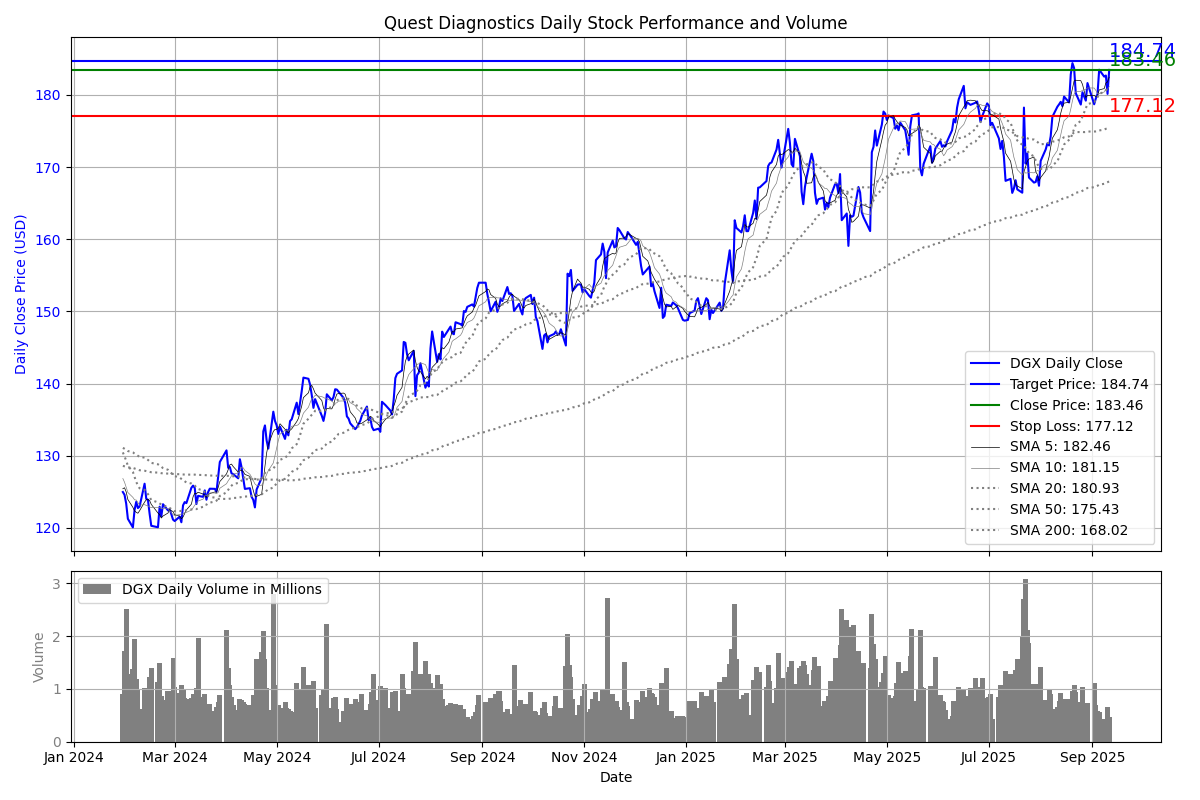 Quest Diagnostics Daily Stock Performance and Volume
184.74
183.46
177.12
180
170
160
150
140
130
120
Daily Close Price (USD)
DGX Daily Close
Target Price: 184.74
Close Price: 183.46
Stop Loss: 177.12
SMA 5: 182.46
SMA 10: 181.15
SMA 20: 180.93
SMA 50: 175.43
SMA 200: 168.02
DGX Daily Volume in Millions
3
2
1
0
Volume
Jan 2024 Mar 2024 May 2024 Jul 2024 Sep 2024 Nov 2024 Jan 2025 Mar 2025 May 2025 Jul 2025 Sep 2025
Date